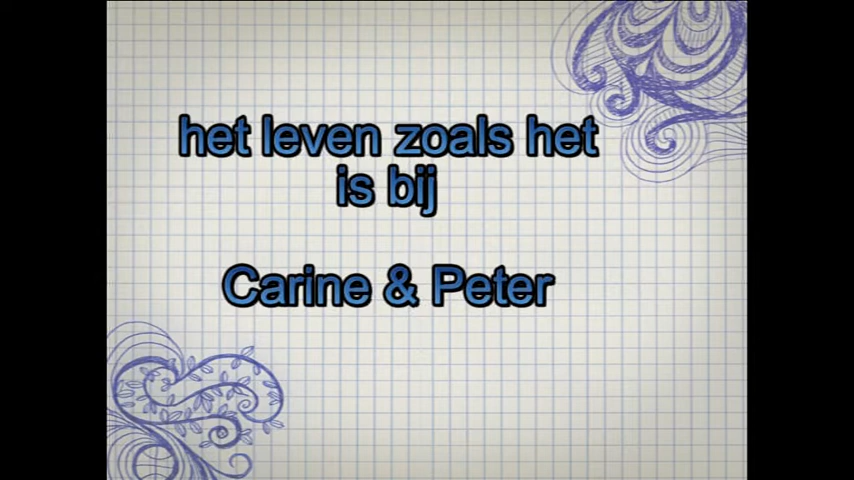 het leven zoals het
is bij
Carine & Peter